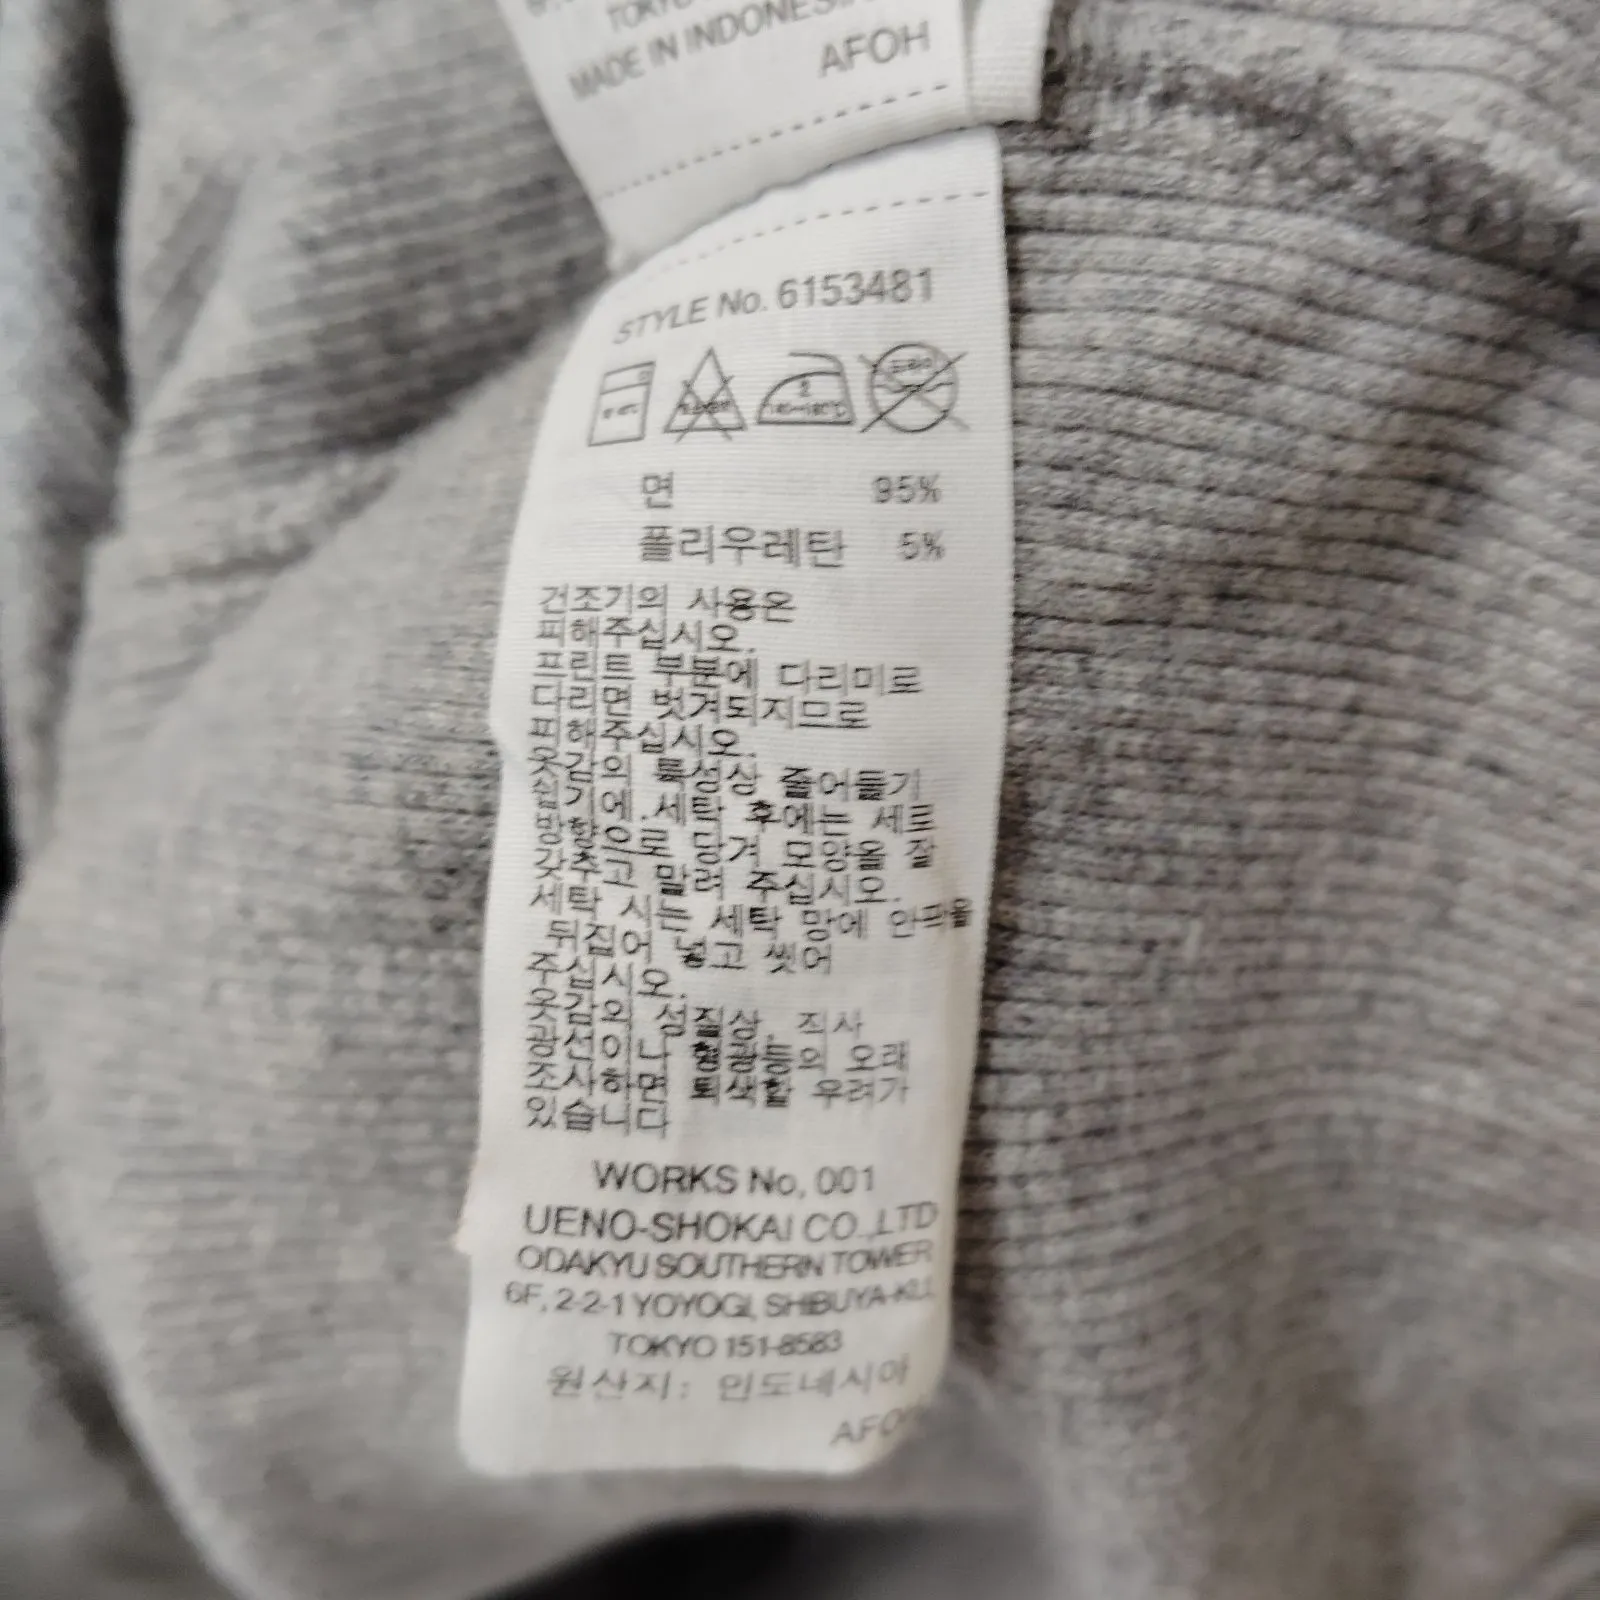 TOKYO
MADE IN INDONESIA
AFOH
STYLE No. 6153481
면 95%
폴리우레탄 5%
건조기의 사용은
피해주십시오.
프린트 부분에 다리미로
다리면 벗겨되지므로
피해주십시오.
옷감의 특성상 줄어들기
쉽기에.세탁 후에는 세로
방향으로 당겨 모양을 잘
갖추고 말려 주십시오.
세탁 시는 세탁 망에 안팍을
뒤집어 넣고 씻어
주십시오.
옷감의 성질상, 직사
광선이나 형광등의 오래
조사하면 퇴색할 우려가
있습니다
WORKS No, 001
UENO-SHOKAI CO.,LTD
ODAKYU SOUTHERN TOWER
6F, 2-2-1 YOYOGI, SHIBUYA-KU,
TOKYO 151-8583
원산지: 인도네시아